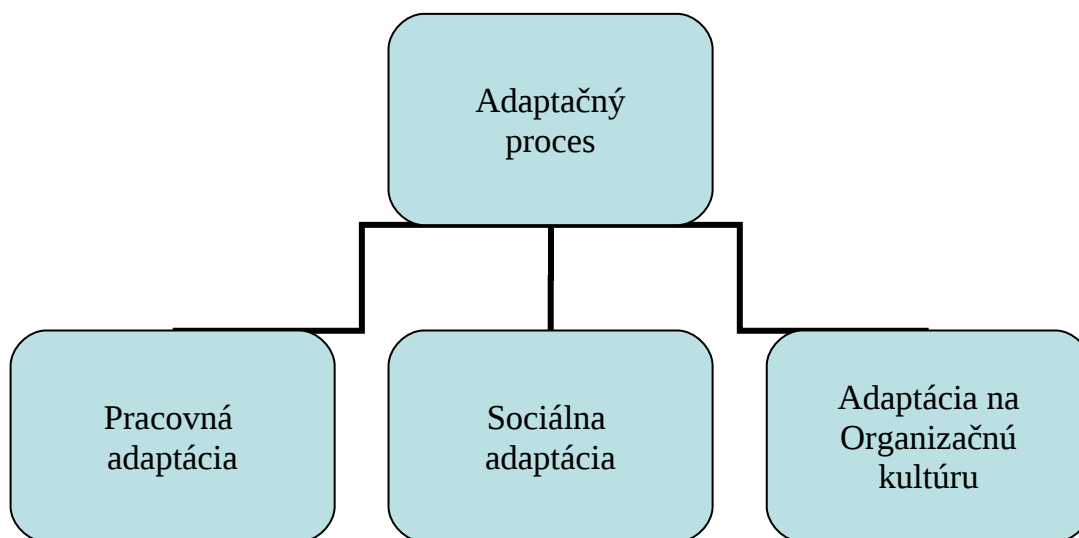 Adaptačný
proces
Pracovná
adaptácia
Sociálna
adaptácia
Adaptácia na
Organizačnú
kultúru